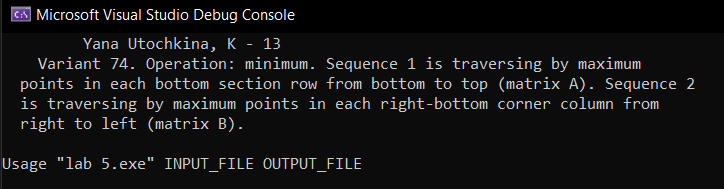 Microsoft Visual Studio Debug Console
Yana Utochkina, K - 13
Variant 74. Operation: minimum. Sequence 1 is traversing by maximum
points in each bottom section row from bottom to top (matrix A). Sequence 2
is traversing by maximum points in each right-bottom corner column from
right to left (matrix B).
Usage "lab 5.exe" INPUT_FILE OUTPUT_FILE